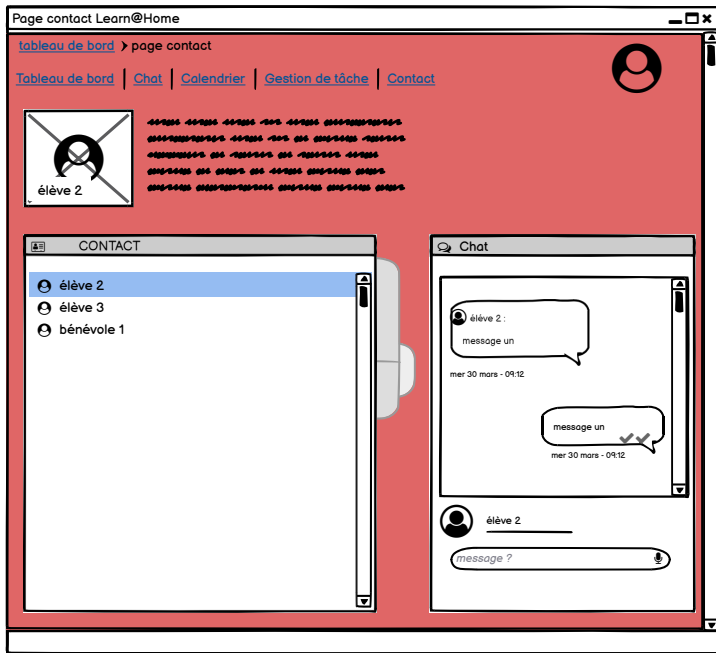 Page contact Learn@Home
tableau de bord > page contact
Tableau de bord | Chat | Calendrier | Gestion de tâche | Contact
élève 2
CONTACT
élève 2
élève 3
bénévole 1
Chat
éléve 2 :
message un
mer 30 mars - 09:12
message un
mer 30 mars - 09:12
élève 2
message ?